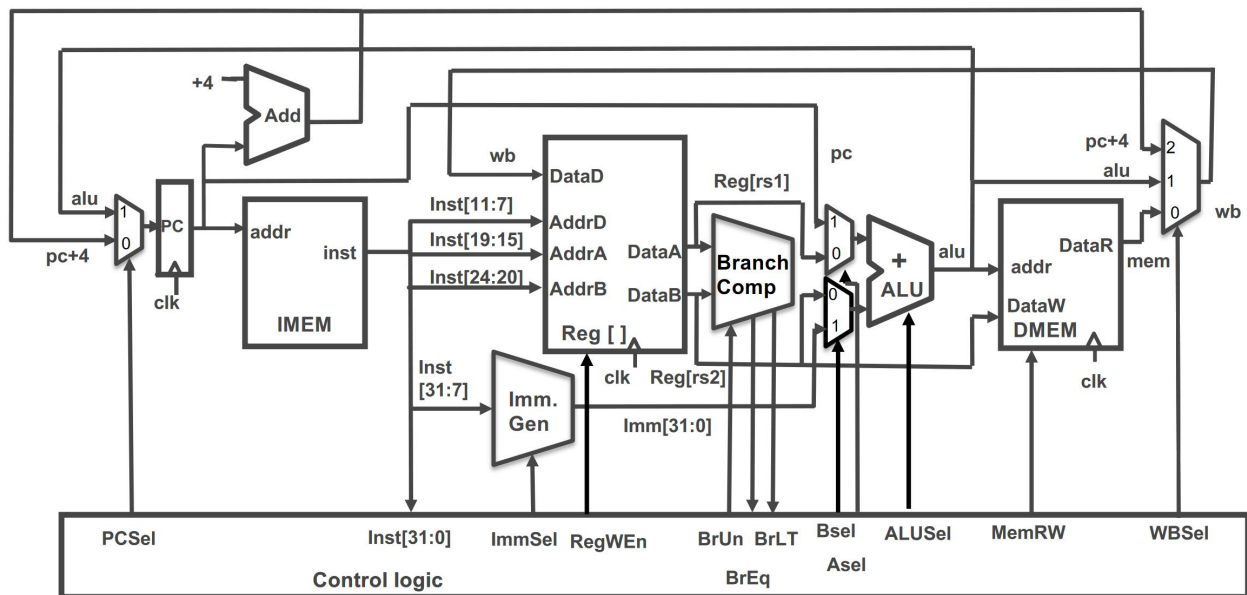 +4
Add
alu
1
0
pc+4
PC
clk
addr
inst
IMEM
wb
Inst[11:7]
Inst[19:15]
Inst[24:20]
DataD
AddrD
AddrA
AddrB
DataA
DataB
Reg [ ]
clk
Reg[rs1]
Reg[rs2]
Branch
Comp
pc
1
0
0
1
+
ALU
alu
addr
DataW
DataR
DMEM
clk
mem
pc+4
alu
2
1
0
wb
Inst
[31:7]
Imm.
Gen
Imm[31:0]
PCSel
Inst[31:0]
ImmSel
RegWEn
BrUn
BrLT
BrEq
Bsel
Asel
ALUSel
MemRW
WBSel
Control logic